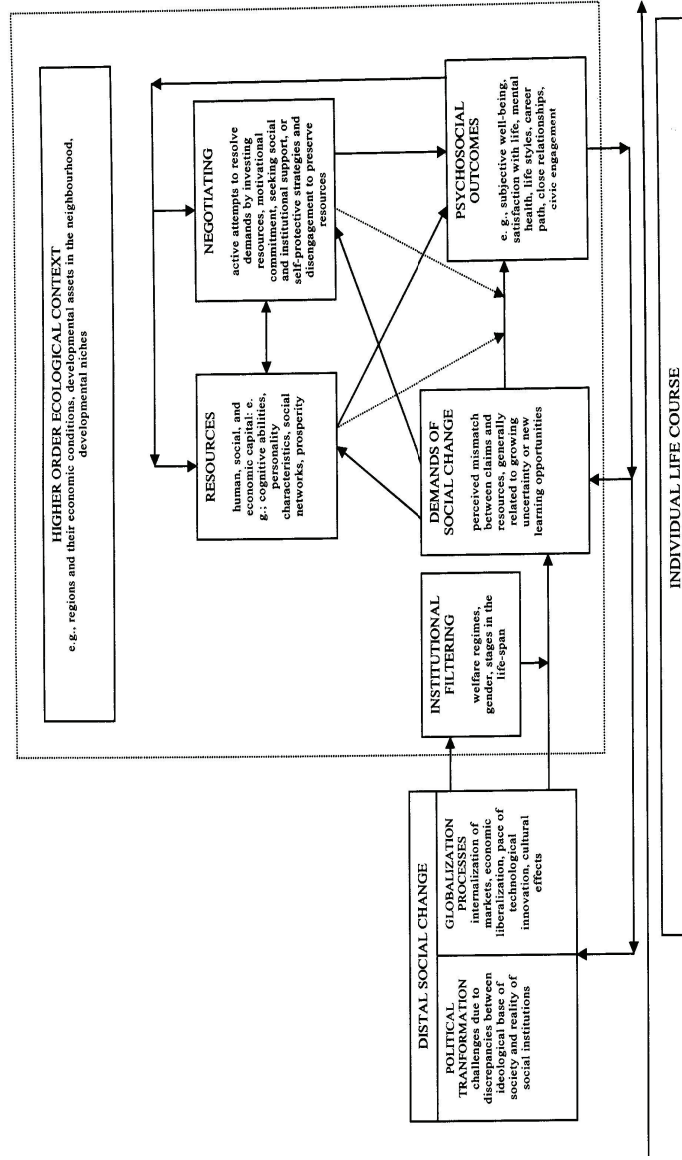 HIGHER ORDER ECOLOGICAL CONTEXT
e.g., regions and their economic conditions, developmental assets in the neighbourhood,
developmental niches
RESOURCES
human, social, and
economic capital: e.
g.; cognitive abilities,
personality
characteristics, social
networks, prosperity
NEGOTIATING
active attempts to resolve
demands by investing
resources, motivational
commitment, seeking social
and institutional support, or
self-protective strategies and
disengagement to preserve
resources
DISTAL SOCIAL CHANGE
POLITICAL
TRANFORMATION
challenges due to
discrepancies between
ideological base of
society and reality of
social institutions
GLOBALIZATION
PROCESSES
internalization of
markets, economic
liberalization, pace of
technological
innovation, cultural
effects
INSTITUTIONAL
FILTERING
welfare regimes,
gender, stages in the
life-span
DEMANDS OF
SOCIAL CHANGE
perceived mismatch
between claims and
resources, generally
related to growing
uncertainty or new
learning opportunities
PSYCHOSOCIAL
OUTCOMES
e. g., subjective well-being,
satisfaction with life, mental
health, life styles, career
path, close relationships,
civic engagement
INDIVIDUAL LIFE COURSE